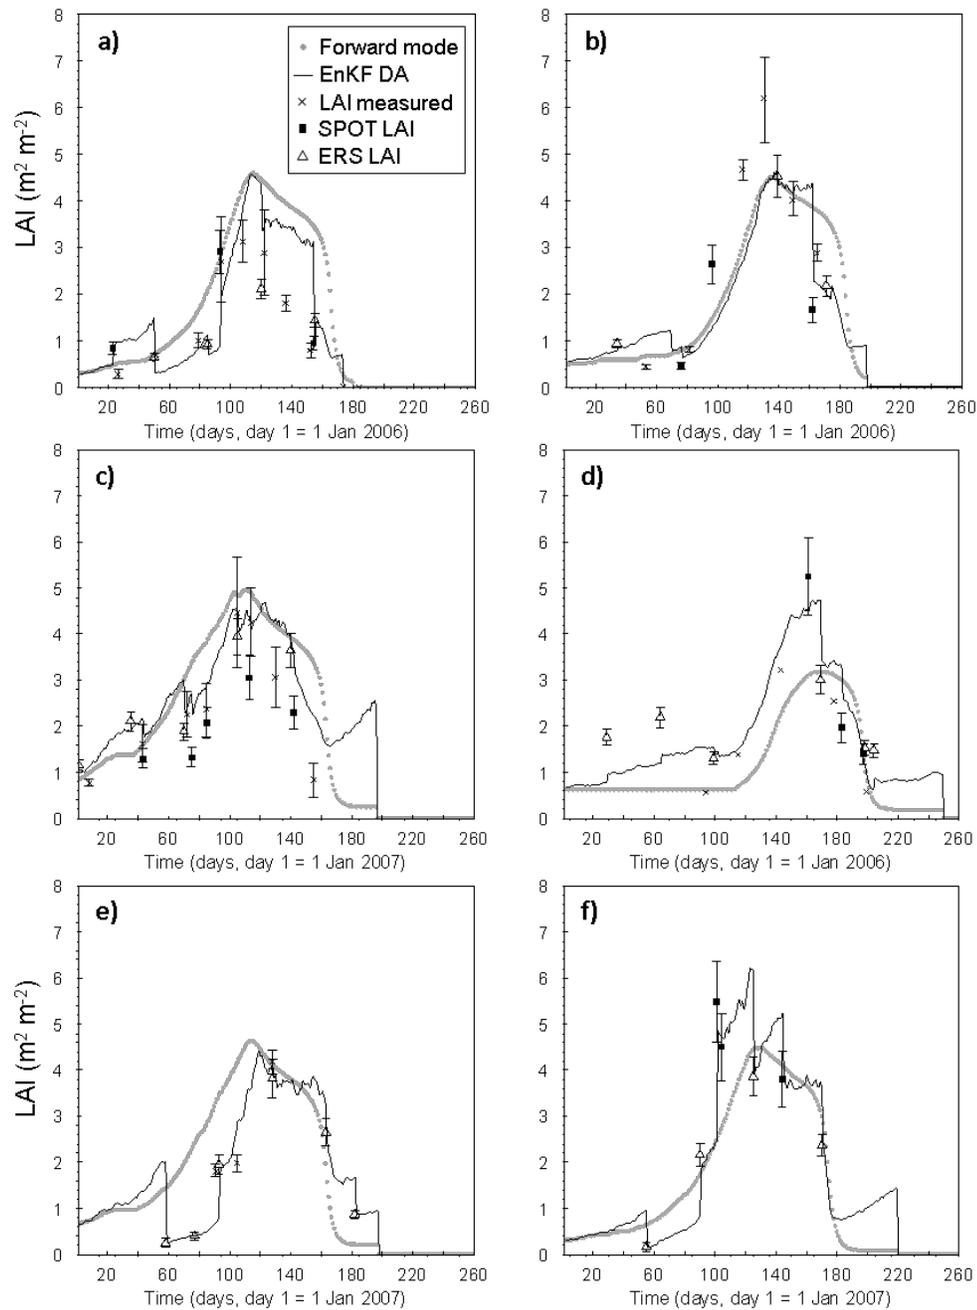 a)
Forward mode
EnKF DA
LAI measured
SPOT LAI
ERS LAI
LAI (m² m⁻²)
8
7
6
5
4
3
2
1
0
20 60 100 140 180 220 260
Time (days, day 1 = 1 Jan 2006)
b)
8
7
6
5
4
3
2
1
0
20 60 100 140 180 220 260
Time (days, day 1 = 1 Jan 2006)
c)
8
7
6
5
4
3
2
1
0
20 60 100 140 180 220 260
Time (days, day 1 = 1 Jan 2007)
d)
8
7
6
5
4
3
2
1
0
20 60 100 140 180 220 260
Time (days, day 1 = 1 Jan 2006)
e)
LAI (m² m⁻²)
8
7
6
5
4
3
2
1
0
20 60 100 140 180 220 260
Time (days, day 1 = 1 Jan 2007)
f)
8
7
6
5
4
3
2
1
0
20 60 100 140 180 220 260
Time (days, day 1 = 1 Jan 2007)